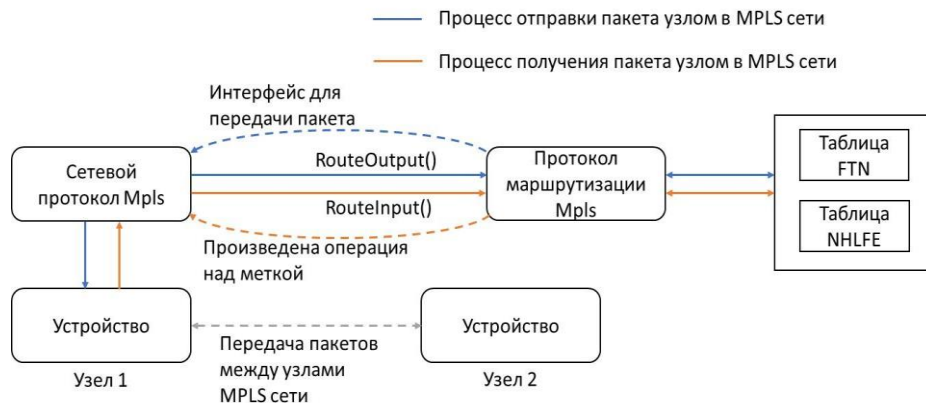 Процесс отправки пакета узлом в MPLS сети
Процесс получения пакета узлом в MPLS сети
Интерфейс для
передачи пакета
Сетевой
протокол Mpls
RouteOutput()
RouteInput()
Протокол
маршрутизации
Mpls
Таблица
FTN
Таблица
NHLFE
Произведена операция
над меткой
Устройство
Узел 1
Передача пакетов
между узлами
MPLS сети
Устройство
Узел 2